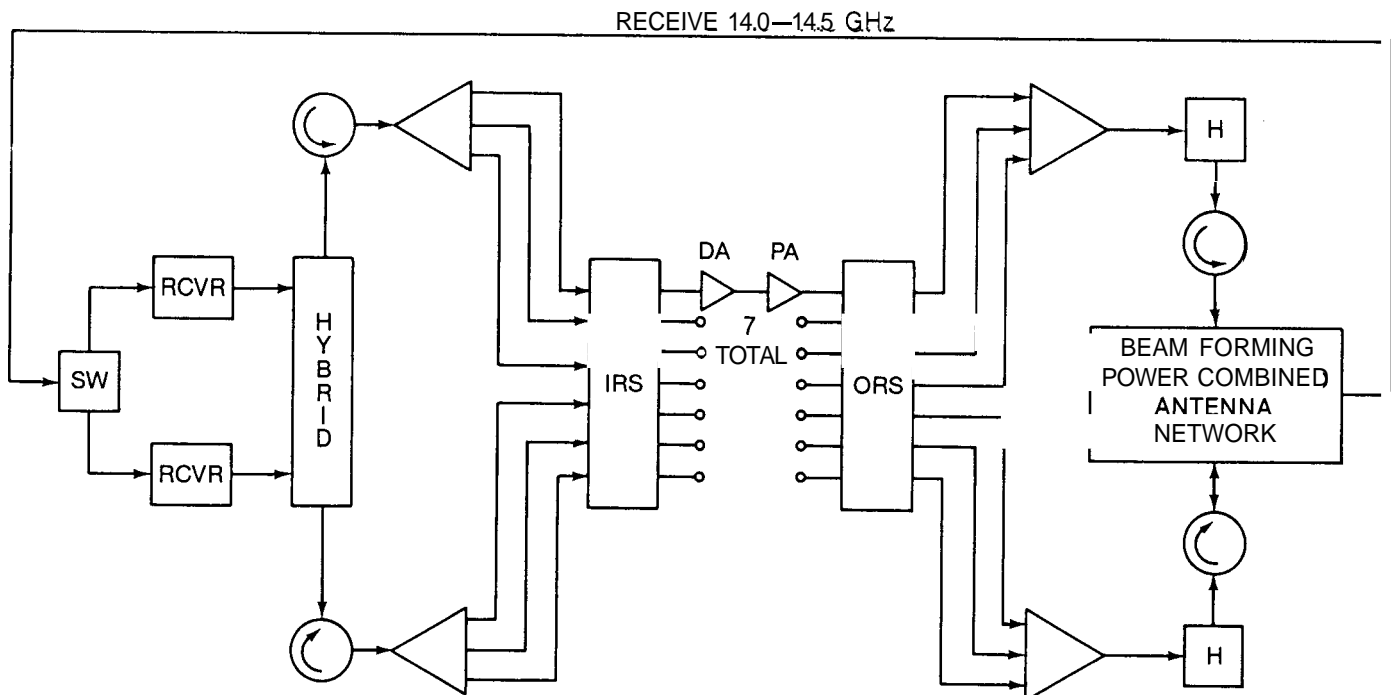 RECEIVE 14.0—14.5 GHz
H
DA PA
RCVR
HYBRID
7
TOTAL
SW
IRS
ORS
BEAM FORMING
POWER COMBINED
ANTENNA
NETWORK
RCVR
H